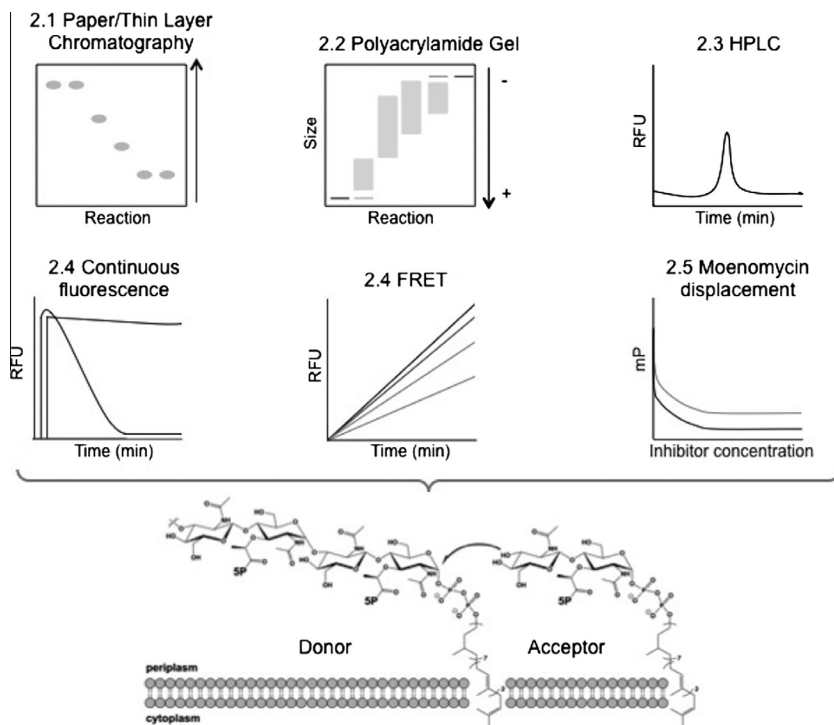 2.1 Paper/Thin Layer
Chromatography
Reaction
2.2 Polyacrylamide Gel
Size
-
+
Reaction
2.3 HPLC
RFU
Time (min)
2.4 Continuous
fluorescence
RFU
Time (min)
2.4 FRET
RFU
Time (min)
2.5 Moenomycin
displacement
mP
Inhibitor concentration
5P
5P
5P
Donor
Acceptor
periplasm
cytoplasm